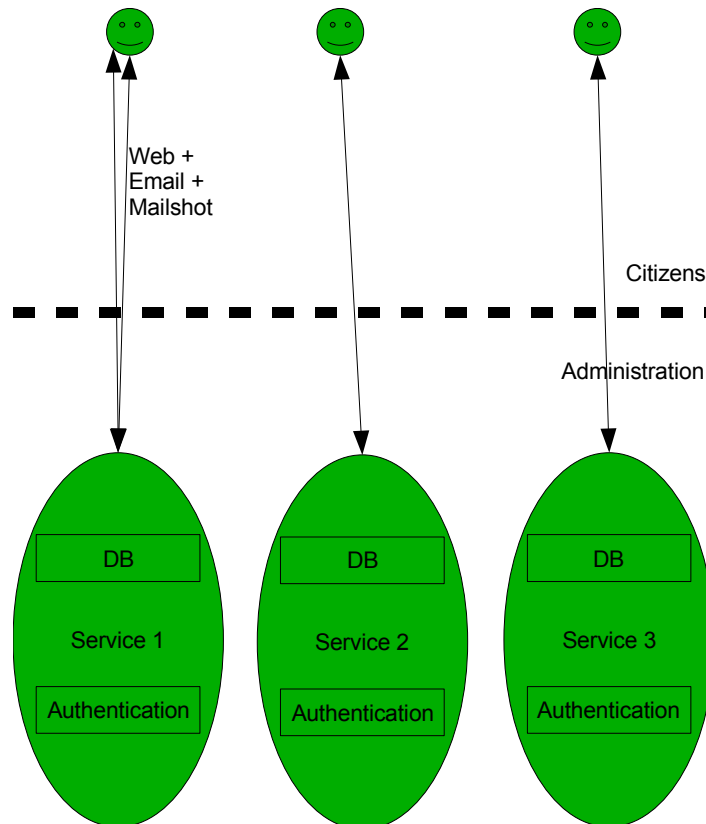 Web +
Email +
Mailshot
Citizens
Administration
DB
DB
DB
Service 1
Service 2
Service 3
Authentication
Authentication
Authentication